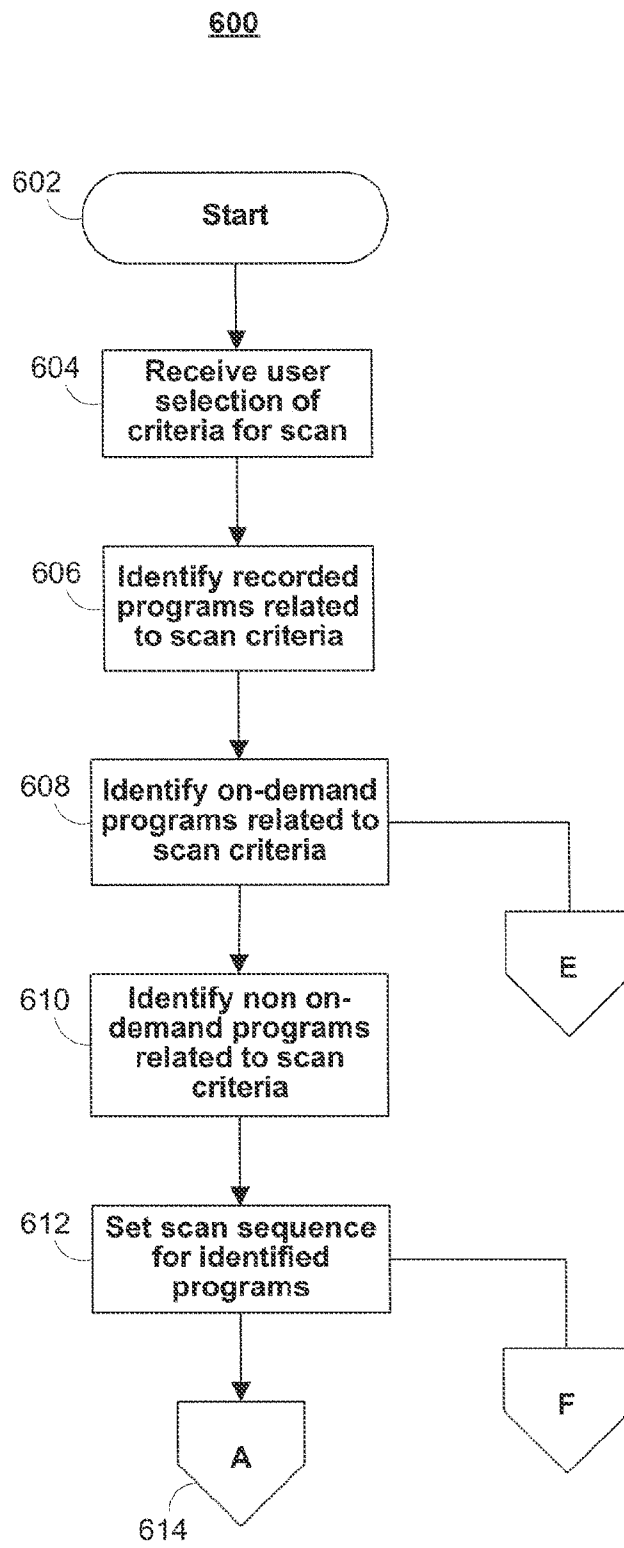 600
602
Start
604
Receive user
selection of
criteria for scan
606
Identify recorded
programs related
to scan criteria
608
Identify on-demand
programs related to
scan criteria
E
610
Identify non on-
demand programs
related to scan
criteria
612
Set scan sequence
for identified
programs
F
A
614